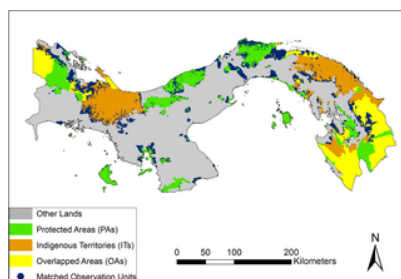 Other Lands
Protected Areas (PAs)
Indigenous Territories (ITs)
Overlapped Areas (OAs)
Matched Observation Units
0 50 100 200
Kilometers
N